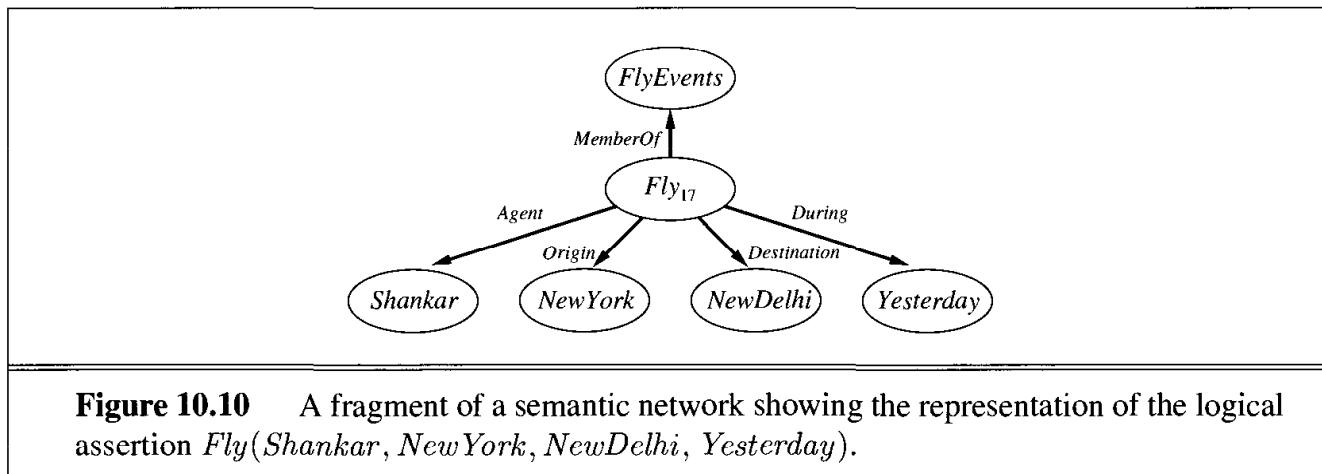 FlyEvents
MemberOf
Fly₁₇
Agent
During
Origin
Destination
Shankar
NewYork
NewDelhi
Yesterday
Figure 10.10 A fragment of a semantic network showing the representation of the logical
assertion Fly(Shankar, NewYork, NewDelhi, Yesterday).